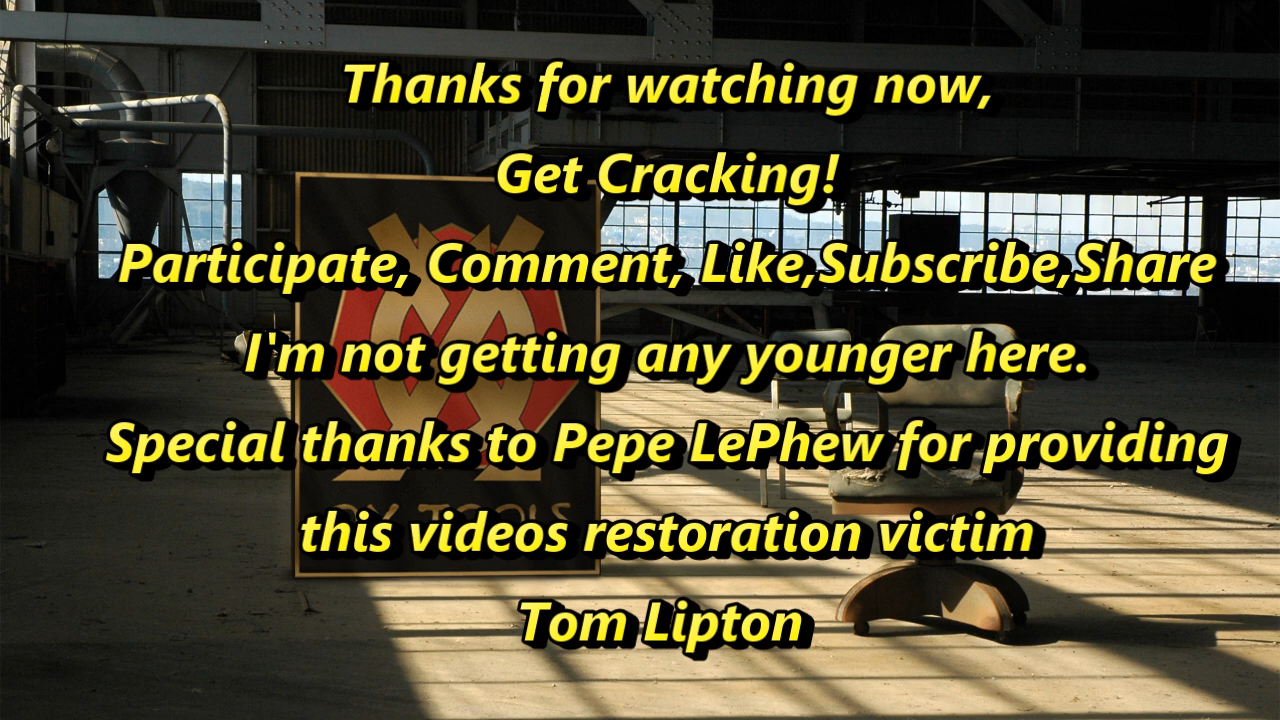 Thanks for watching now,
Get Cracking!
Participate, Comment, Like,Subscribe,Share
I'm not getting any younger here.
Special thanks to Pepe LePhew for providing
this videos restoration victim
Tom Lipton